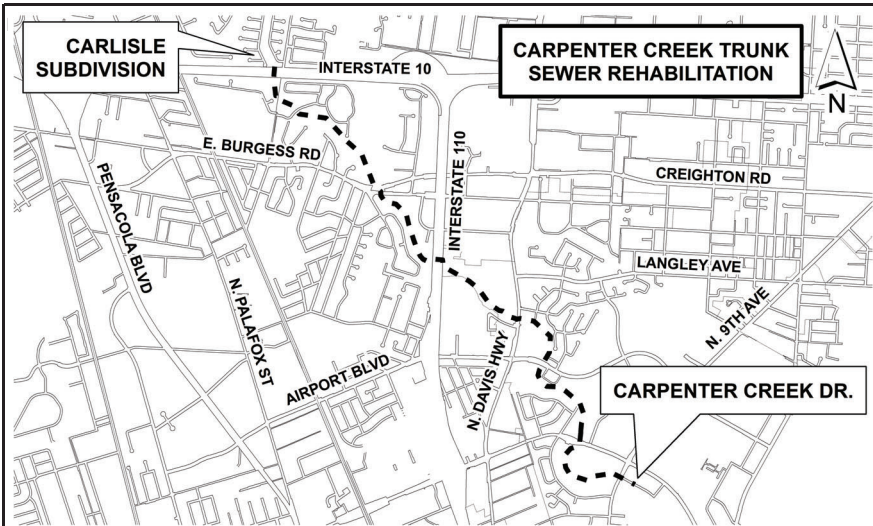 CARLISLE
SUBDIVISION
CARPENTER CREEK TRUNK
SEWER REHABILITATION
N
INTERSTATE 10
E. BURGESS RD
INTERSTATE 110
CREIGHTON RD
PENSACOLA BLVD
LANGLEY AVE
N. PALAFOX ST
N. 9TH AVE
AIRPORT BLVD
N. DAVIS HWY
CARPENTER CREEK DR.